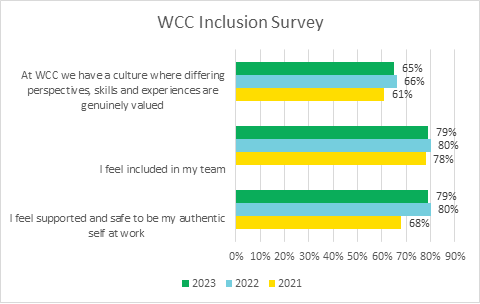 WCC Inclusion Survey
At WCC we have a culture where differing
perspectives, skills and experiences are
genuinely valued
65%
66%
61%
I feel included in my team
79%
80%
78%
I feel supported and safe to be my authentic
self at work
79%
80%
68%
0% 10% 20% 30% 40% 50% 60% 70% 80% 90%
2023 2022 2021